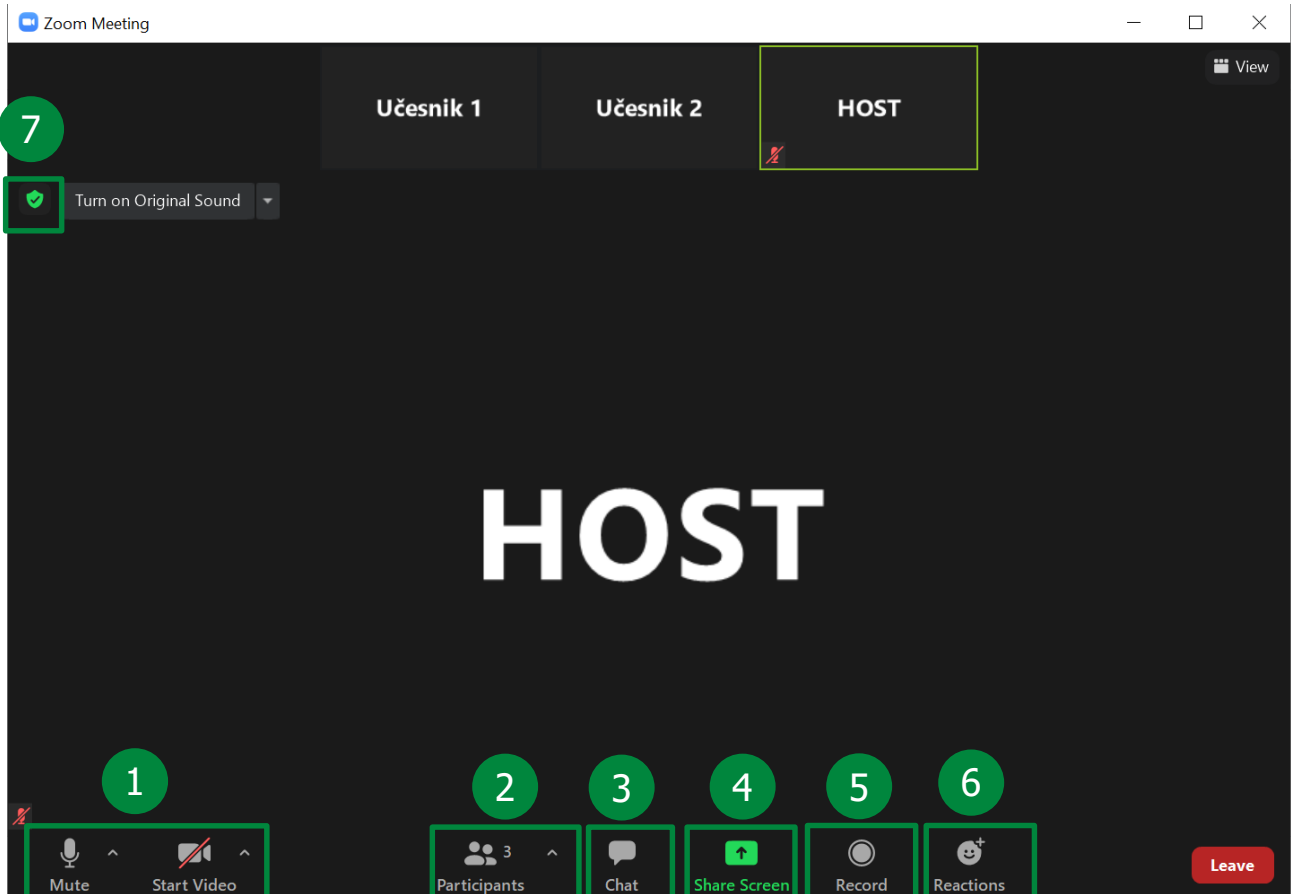 Zoom Meeting
View
Učesnik 1
Učesnik 2
HOST
7
Turn on Original Sound
HOST
1
2
3
4
5
6
3
Mute
Start Video
Participants
Chat
Share Screen
Record
Reactions
Leave